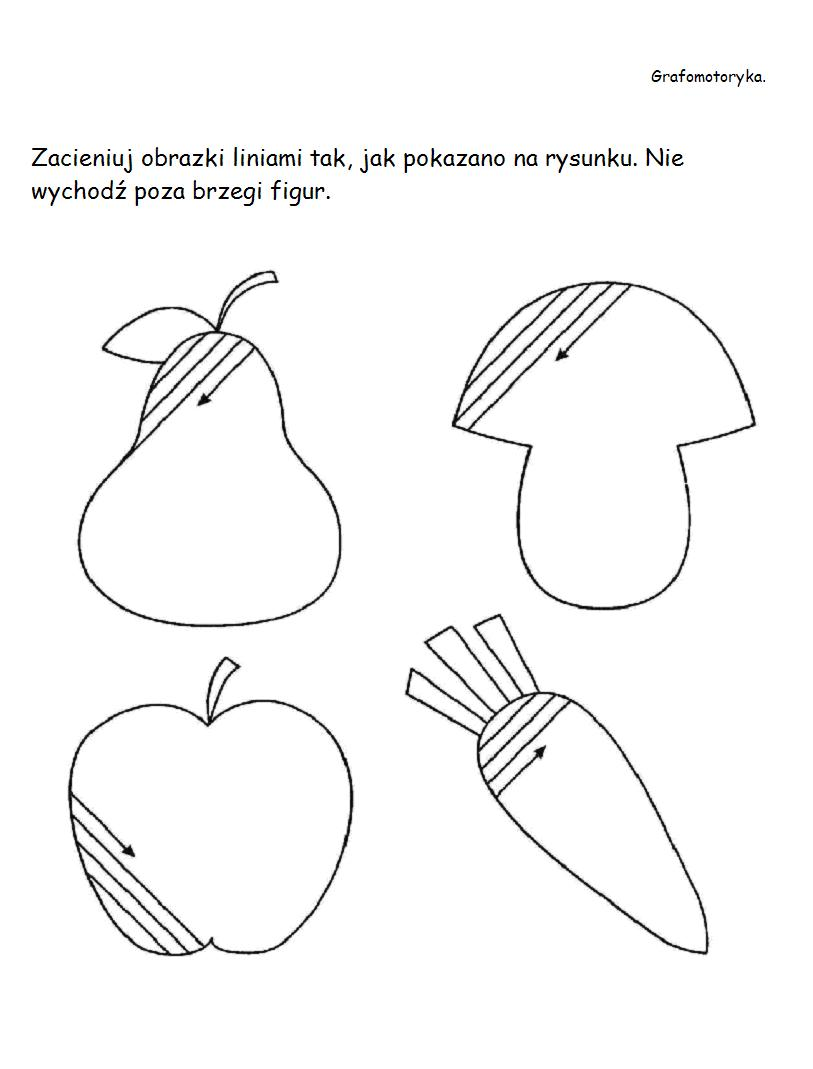 Grafomotoryka.
Zacieniuj obrazki liniami tak, jak pokazano na rysunku. Nie
wychodź poza brzegi figur.